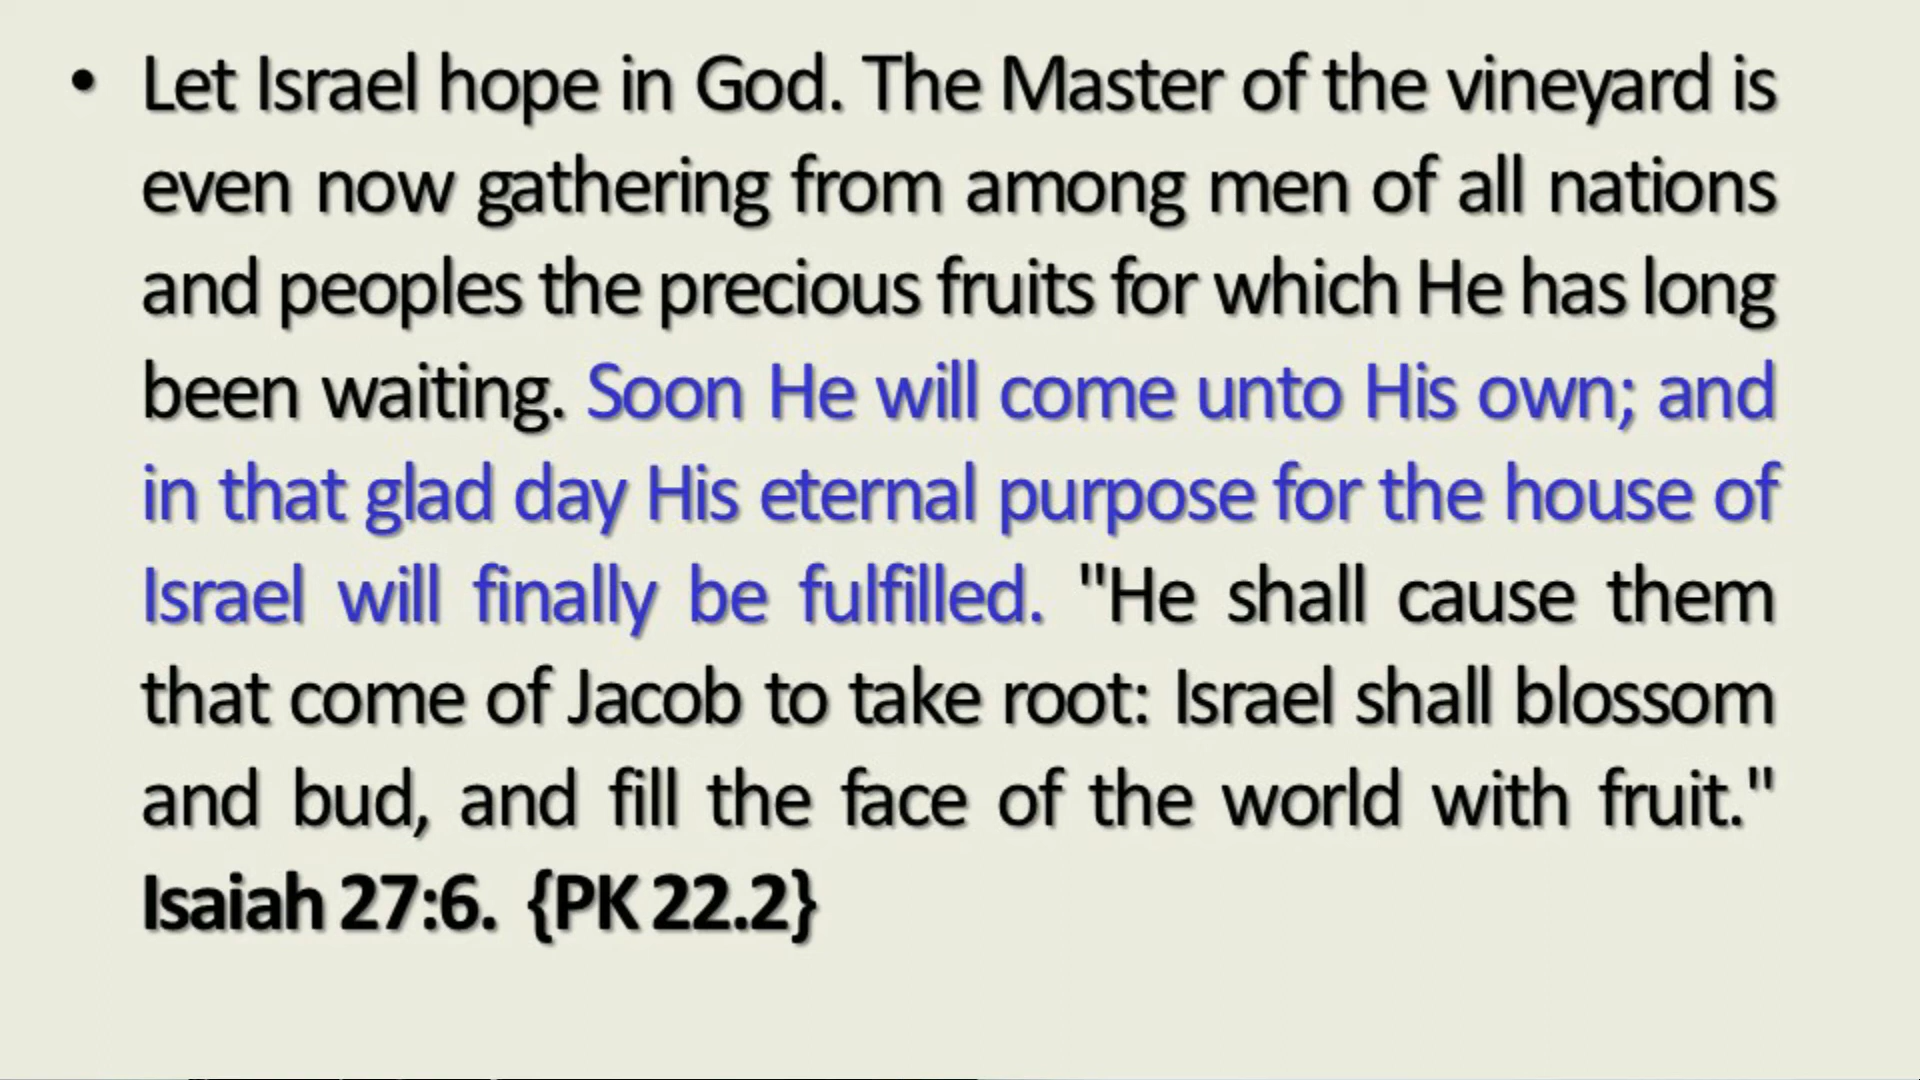 • Let Israel hope in God. The Master of the vineyard is
even now gathering from among men of all nations
and peoples the precious fruits for which He has long
been waiting. Soon He will come unto His own; and
in that glad day His eternal purpose for the house of
Israel will finally be fulfilled. "He shall cause them
that come of Jacob to take root: Israel shall blossom
and bud, and fill the face of the world with fruit."
Isaiah 27:6. {PK 22.2}